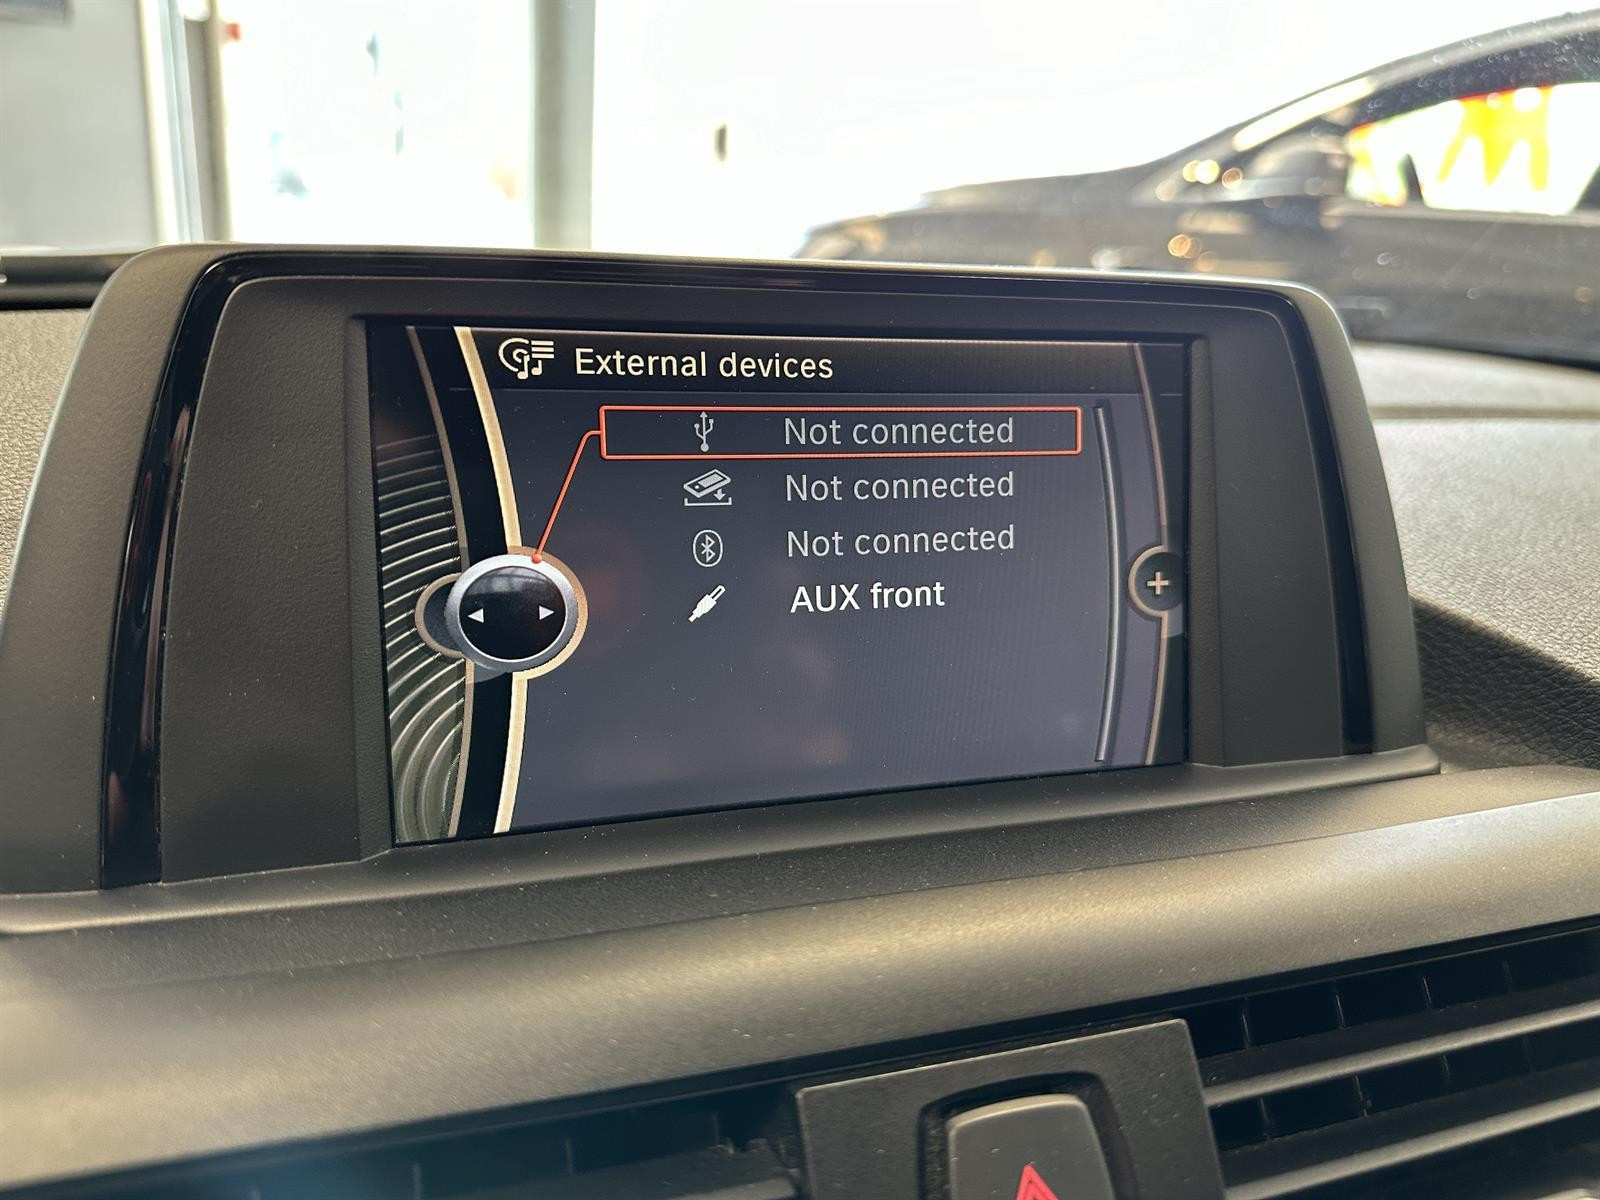 External devices
Not connected
Not connected
Not connected
AUX front